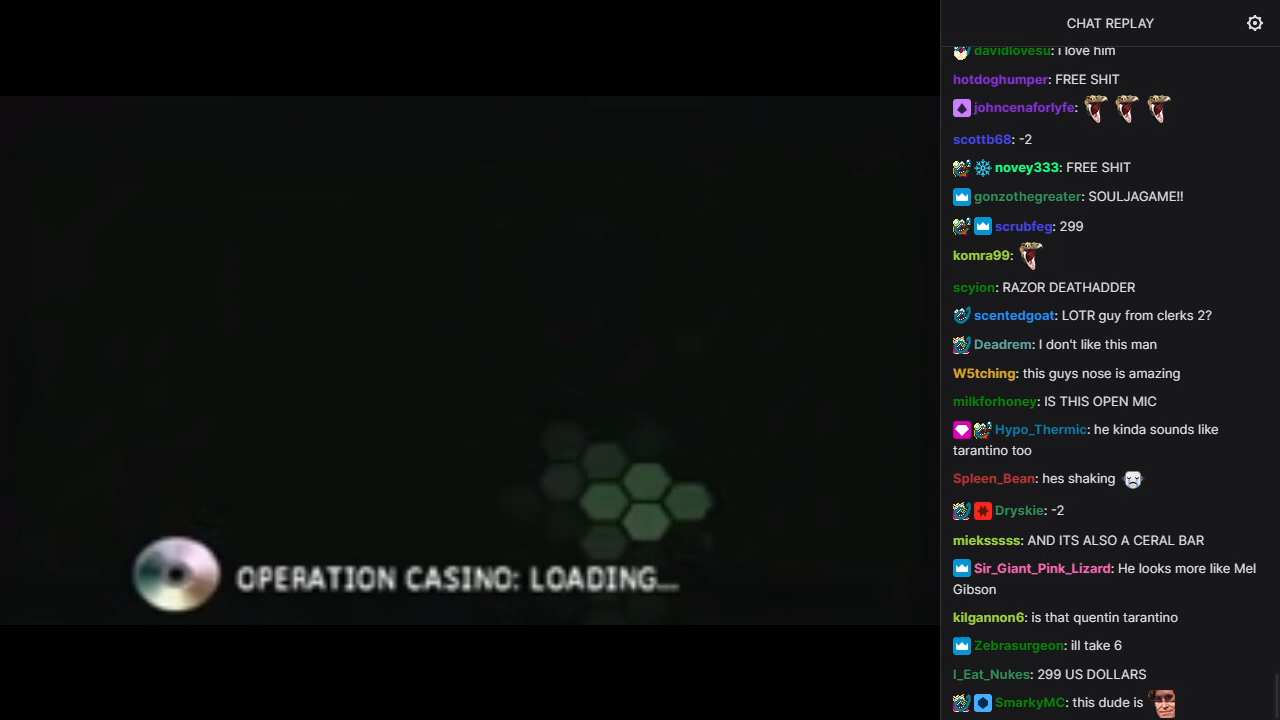 CHAT REPLAY
davidlovesu: i love him
hotdoghumper: FREE SHIT
johncenaforlyfe:
scottb68: -2
novey333: FREE SHIT
gonzothegreater: SOULJAGAME!!
scrubfeg: 299
komra99:
scyion: RAZOR DEATHADDER
scentedgoat: LOTR guy from clerks 2?
Deadrem: I don't like this man
W5tching: this guys nose is amazing
milkforhoney: IS THIS OPEN MIC
Hypo_Thermic: he kinda sounds like
tarantino too
Spleen_Bean: hes shaking
Dryskie: -2
mieksssss: AND ITS ALSO A CERAL BAR
Sir_Giant_Pink_Lizard: He looks more like Mel
Gibson
kilgannon6: is that quentin tarantino
Zebrasurgeon: ill take 6
I_Eat_Nukes: 299 US DOLLARS
SmarkyMC: this dude is
OPERATION CASINO: LOADING...